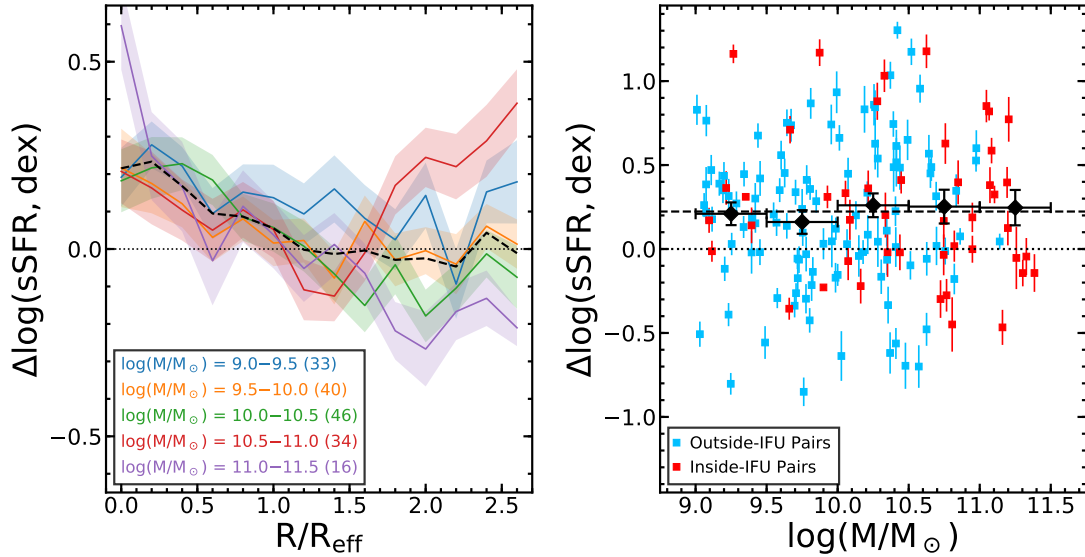 Δlog(sSFR, dex)
0.5
0.0
−0.5
log(M/M⊙) = 9.0−9.5 (33)
log(M/M⊙) = 9.5−10.0 (40)
log(M/M⊙) = 10.0−10.5 (46)
log(M/M⊙) = 10.5−11.0 (34)
log(M/M⊙) = 11.0−11.5 (16)
0.0 0.5 1.0 1.5 2.0 2.5
R/Reff
Δlog(sSFR, dex)
1.0
0.5
0.0
−0.5
−1.0
Outside-IFU Pairs
Inside-IFU Pairs
9.0 9.5 10.0 10.5 11.0 11.5
log(M/M⊙)